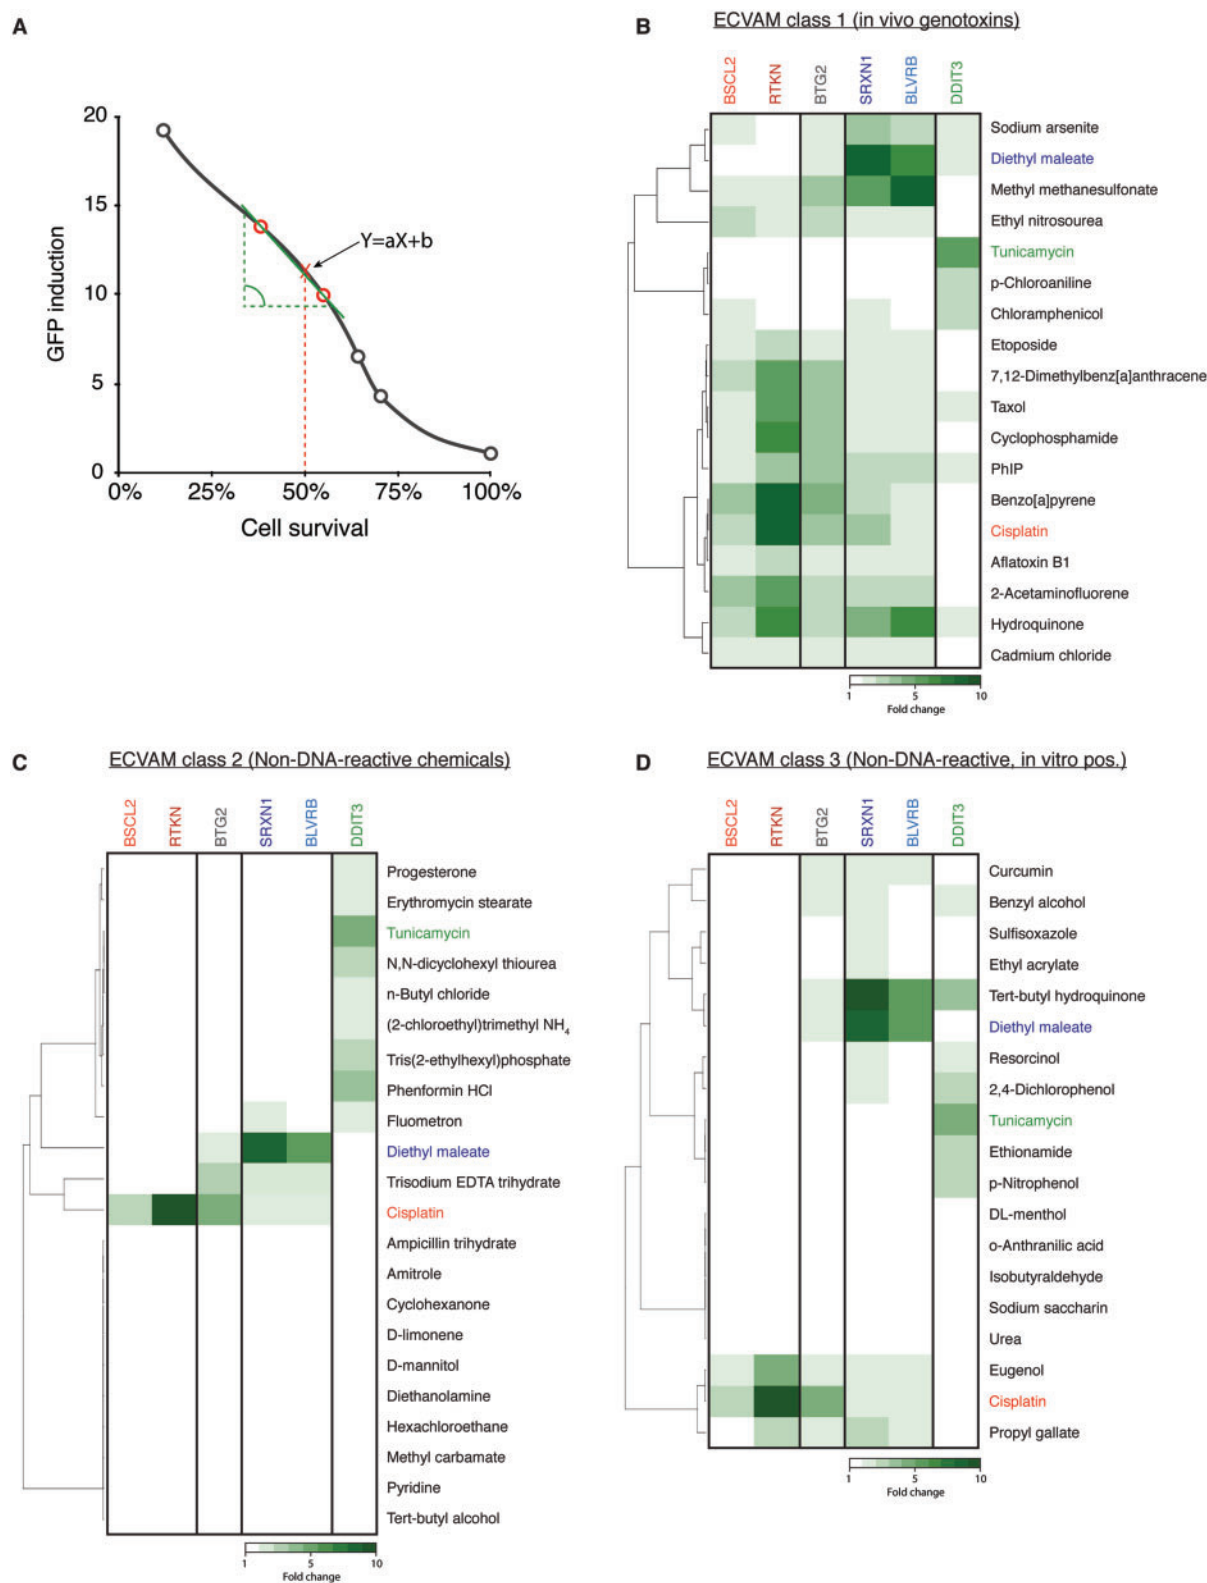 A
20
15
10
5
0
0%
25%
50%
75%
100%
GFP induction
Cell survival
Y=aX+b
B
ECVAM class 1 (in vivo genotoxins)
BSCL2
RTKN
BTG2
SRXN1
BLVRB
DDIT3
Sodium arsenite
Diethyl maleate
Methyl methanesulfonate
Ethyl nitrosourea
Tunicamycin
p-Chloroaniline
Chloramphenicol
Etoposide
7,12-Dimethylbenz[a]anthracene
Taxol
Cyclophosphamide
PhIP
Benzo[a]pyrene
Cisplatin
Aflatoxin B1
2-Acetaminofluorene
Hydroquinone
Cadmium chloride
1 5 10
Fold change
C
ECVAM class 2 (Non-DNA-reactive chemicals)
BSCL2
RTKN
BTG2
SRXN1
BLVRB
DDIT3
Progesterone
Erythromycin stearate
Tunicamycin
N,N-dicyclohexyl thiourea
n-Butyl chloride
(2-chloroethyl)trimethyl NH4
Tris(2-ethylhexyl)phosphate
Phenformin HCl
Fluometron
Diethyl maleate
Trisodium EDTA trihydrate
Cisplatin
Ampicillin trihydrate
Amitrole
Cyclohexanone
D-limonene
D-mannitol
Diethanolamine
Hexachloroethane
Methyl carbamate
Pyridine
Tert-butyl alcohol
1 5 10
Fold change
D
ECVAM class 3 (Non-DNA-reactive, in vitro pos.)
BSCL2
RTKN
BTG2
SRXN1
BLVRB
DDIT3
Curcumin
Benzyl alcohol
Sulfisoxazole
Ethyl acrylate
Tert-butyl hydroquinone
Diethyl maleate
Resorcinol
2,4-Dichlorophenol
Tunicamycin
Ethionamide
p-Nitrophenol
DL-menthol
o-Anthranilic acid
Isobutyraldehyde
Sodium saccharin
Urea
Eugenol
Cisplatin
Propyl gallate
1 5 10
Fold change